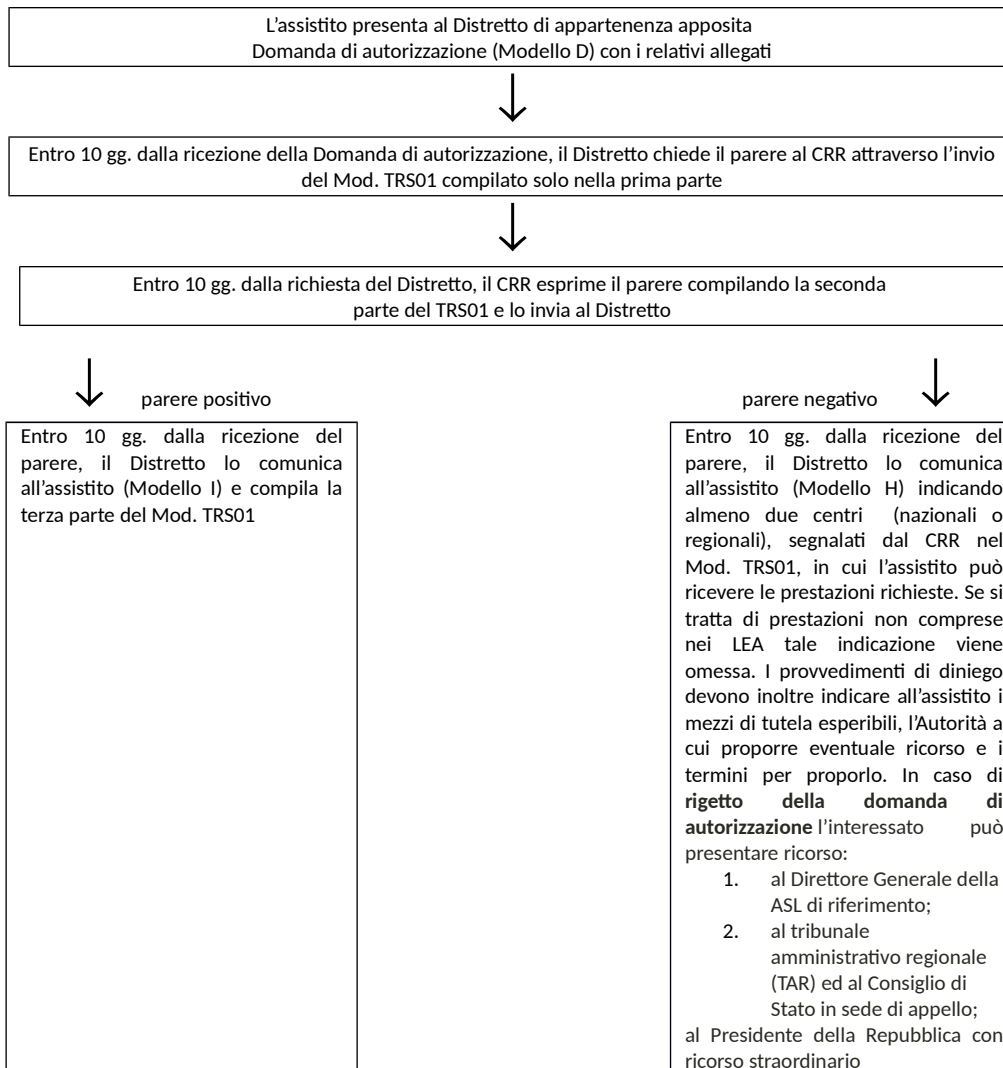 L’assistito presenta al Distretto di appartenenza apposita
Domanda di autorizzazione (Modello D) con i relativi allegati
Entro 10 gg. dalla ricezione della Domanda di autorizzazione, il Distretto chiede il parere al CRR attraverso l’invio
del Mod. TRS01 compilato solo nella prima parte
Entro 10 gg. dalla richiesta del Distretto, il CRR esprime il parere compilando la seconda
parte del TRS01 e lo invia al Distretto
parere positivo
Entro 10 gg. dalla ricezione del
parere, il Distretto lo comunica
all’assistito (Modello I) e compila la
terza parte del Mod. TRS01
parere negativo
Entro 10 gg. dalla ricezione del
parere, il Distretto lo comunica
all’assistito (Modello H) indicando
almeno due centri (nazionali o
regionali), segnalati dal CRR nel
Mod. TRS01, in cui l’assistito può
ricevere le prestazioni richieste. Se si
tratta di prestazioni non comprese
nei LEA tale indicazione viene
omessa. I provvedimenti di diniego
devono inoltre indicare all’assistito i
mezzi di tutela esperibili, l’Autorità a
cui proporre eventuale ricorso e i
termini per proporlo. In caso di
rigetto della domanda di
autorizzazione l’interessato può
presentare ricorso:
1. al Direttore Generale della
ASL di riferimento;
2. al tribunale
amministrativo regionale
(TAR) ed al Consiglio di
Stato in sede di appello;
al Presidente della Repubblica con
ricorso straordinario